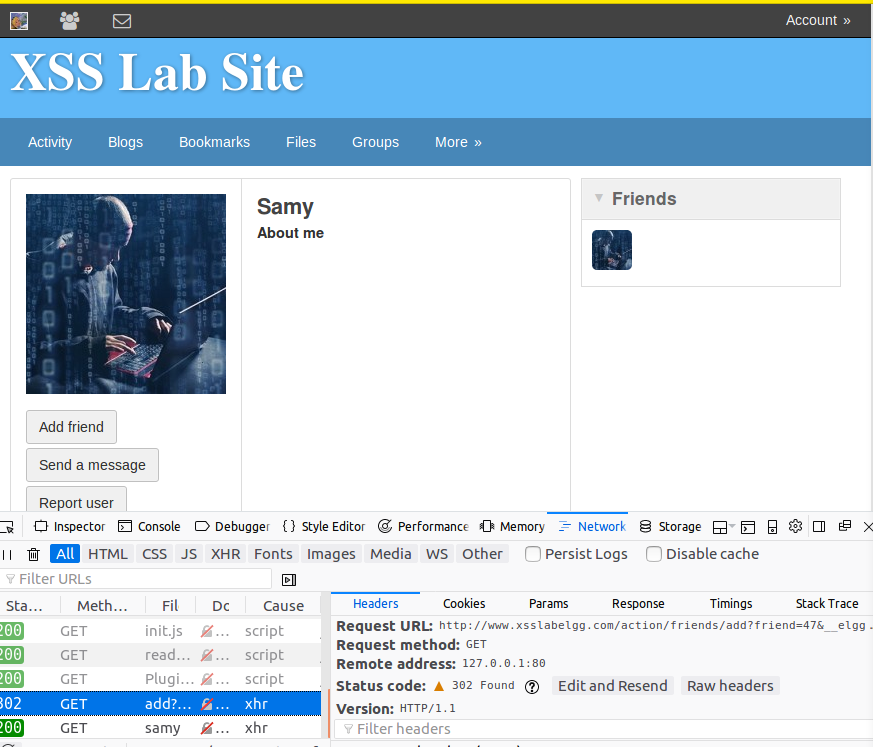 Account »
XSS Lab Site
Activity Blogs Bookmarks Files Groups More »
Samy
About me
Friends
Add friend
Send a message
Report user
Inspector Console Debugger Style Editor Performance Memory Network Storage
All HTML CSS JS XHR Fonts Images Media WS Other Persist Logs Disable cache
Filter URLs
Sta... Meth... Fil Dc Cause
200 GET init.js ... script
200 GET read... ... script
200 GET Plugi... ... script
302 GET add?... ... xhr
200 GET samy ... xhr
Headers Cookies Params Response Timings Stack Trace
Request URL: http://www.xsslabelgg.com/action/friends/add?friend=47&__elgg...
Request method: GET
Remote address: 127.0.0.1:80
Status code: 302 Found ? Edit and Resend Raw headers
Version: HTTP/1.1
Filter headers